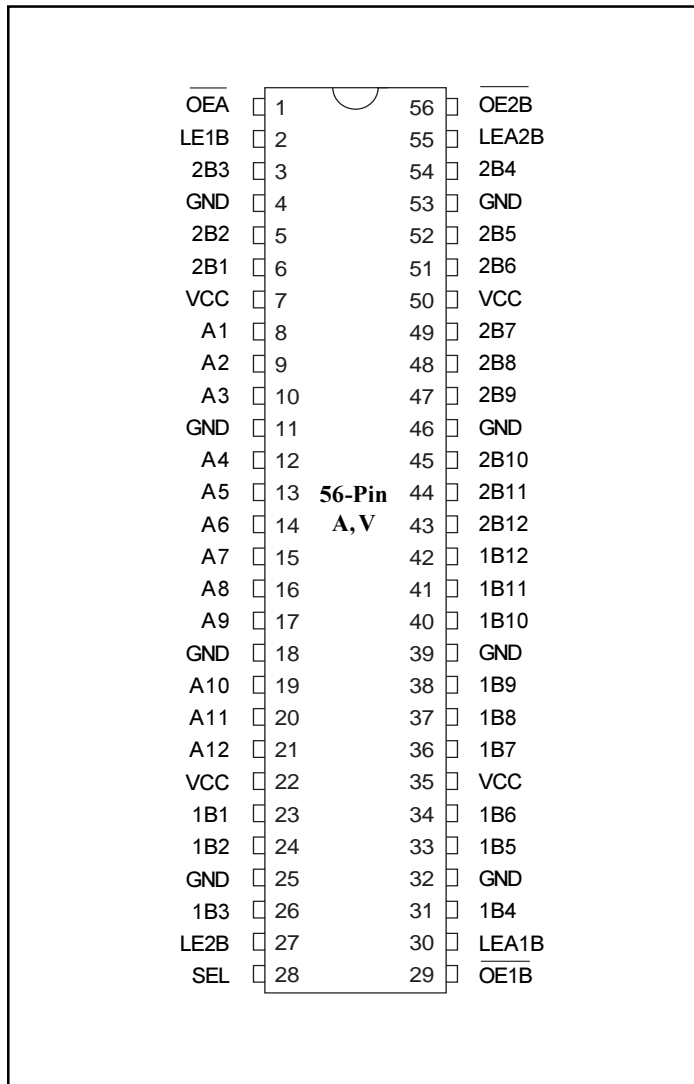 O̅E̅A̅ 1 56 O̅E̅2̅B̅
LE1B 2 55 LEA2B
2B3 3 54 2B4
GND 4 53 GND
2B2 5 52 2B5
2B1 6 51 2B6
VCC 7 50 VCC
A1 8 49 2B7
A2 9 48 2B8
A3 10 47 2B9
GND 11 46 GND
A4 12 45 2B10
A5 13 56-Pin 44 2B11
A6 14 A, V 43 2B12
A7 15 42 1B12
A8 16 41 1B11
A9 17 40 1B10
GND 18 39 GND
A10 19 38 1B9
A11 20 37 1B8
A12 21 36 1B7
VCC 22 35 VCC
1B1 23 34 1B6
1B2 24 33 1B5
GND 25 32 GND
1B3 26 31 1B4
LE2B 27 30 LEA1B
SEL 28 29 O̅E̅1̅B̅